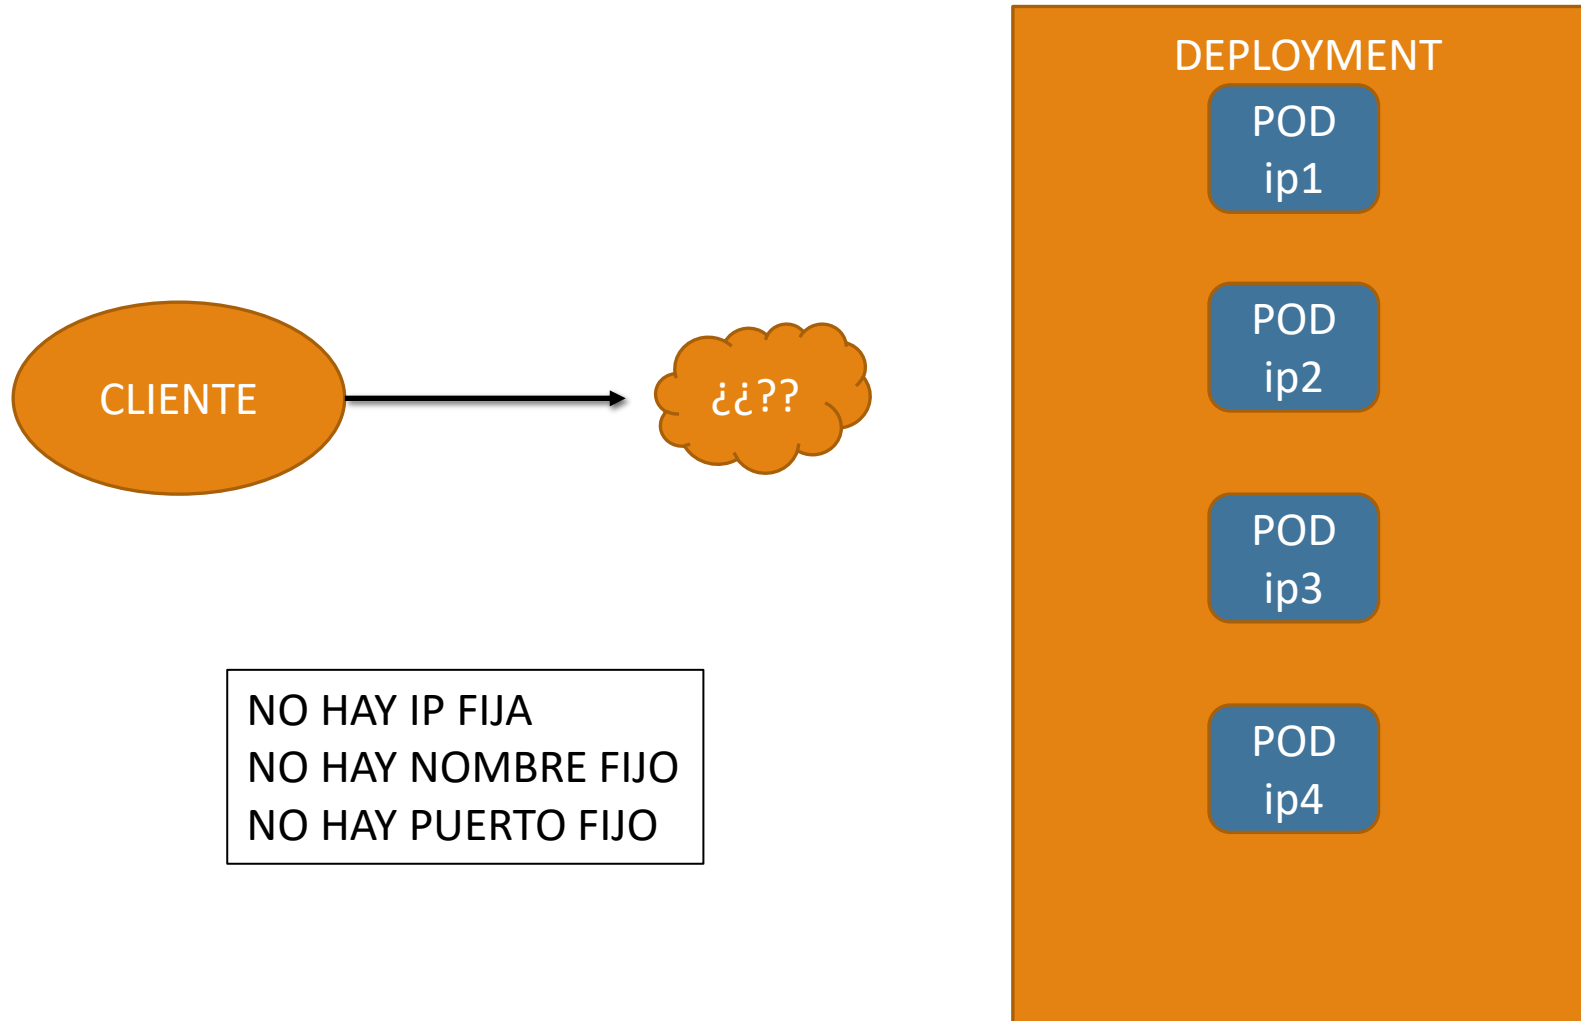 DEPLOYMENT
POD
ip1
POD
ip2
CLIENTE
¿¿??
POD
ip3
NO HAY IP FIJA
NO HAY NOMBRE FIJO
NO HAY PUERTO FIJO
POD
ip4